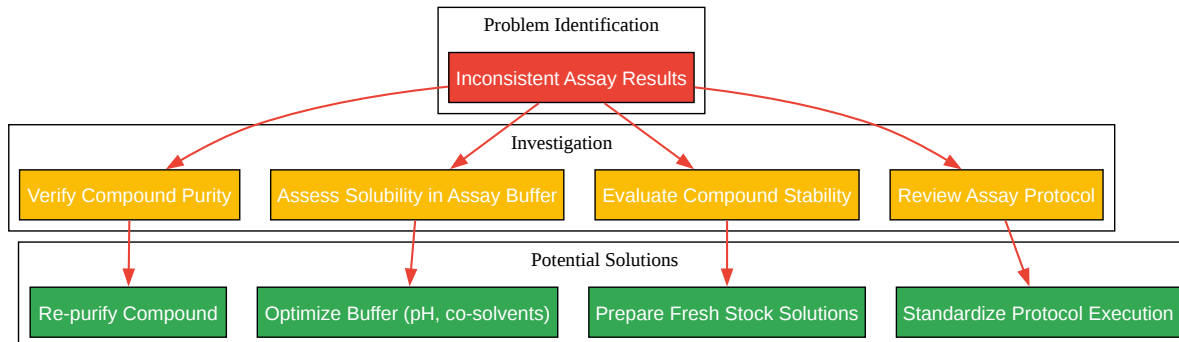 Problem Identification
Inconsistent Assay Results
Investigation
Verify Compound Purity
Assess Solubility in Assay Buffer
Evaluate Compound Stability
Review Assay Protocol
Potential Solutions
Re-purify Compound
Optimize Buffer (pH, co-solvents)
Prepare Fresh Stock Solutions
Standardize Protocol Execution